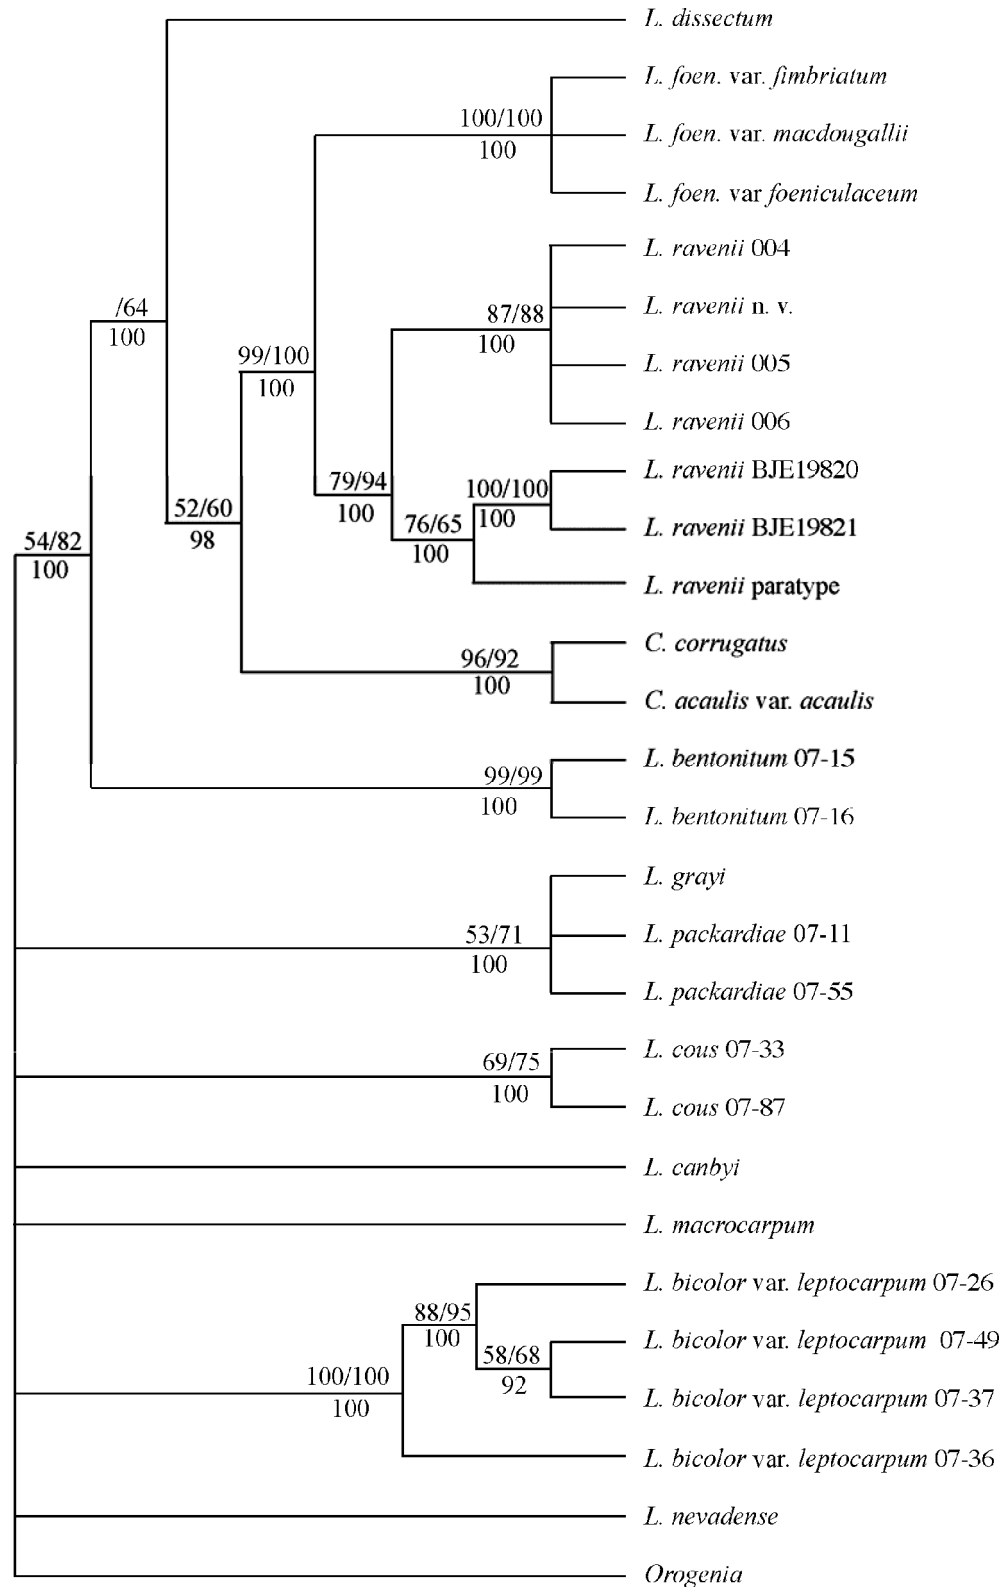 L. dissectum
L. foen. var. fimbriatum
100/100
L. foen. var. macdougallii
100
L. foen. var foeniculaceum
L. ravenii 004
/64
87/88
L. ravenii n. v.
100
100
99/100
L. ravenii 005
100
L. ravenii 006
79/94
100/100
L. ravenii BJE19820
52/60
100
76/65
100
L. ravenii BJE19821
54/82
98
100
100
L. ravenii paratype
C. corrugatus
96/92
100
C. acaulis var. acaulis
L. bentonitum 07-15
99/99
100
L. bentonitum 07-16
L. grayi
53/71
L. packardiae 07-11
100
L. packardiae 07-55
L. cous 07-33
69/75
100
L. cous 07-87
L. canbyi
L. macrocarpum
L. bicolor var. leptocarpum 07-26
88/95
100
58/68
L. bicolor var. leptocarpum 07-49
100/100
92
L. bicolor var. leptocarpum 07-37
100
L. bicolor var. leptocarpum 07-36
L. nevadense
Orogenia